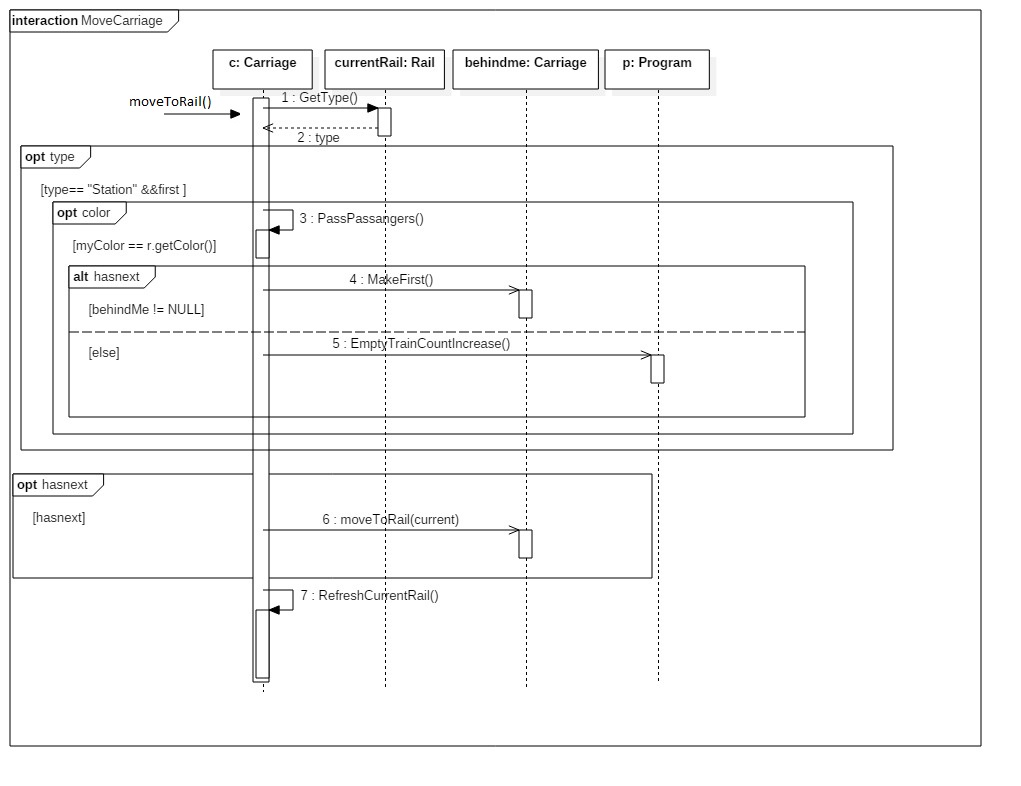 interaction MoveCarriage
c: Carriage
currentRail: Rail
behindme: Carriage
p: Program
moveToRail()
1 : GetType()
2 : type
opt type
[type== "Station" &&first ]
opt color
3 : PassPassangers()
[myColor == r.getColor()]
alt hasnext
4 : MakeFirst()
[behindMe != NULL]
5 : EmptyTrainCountIncrease()
[else]
opt hasnext
[hasnext]
6 : moveToRail(current)
7 : RefreshCurrentRail()